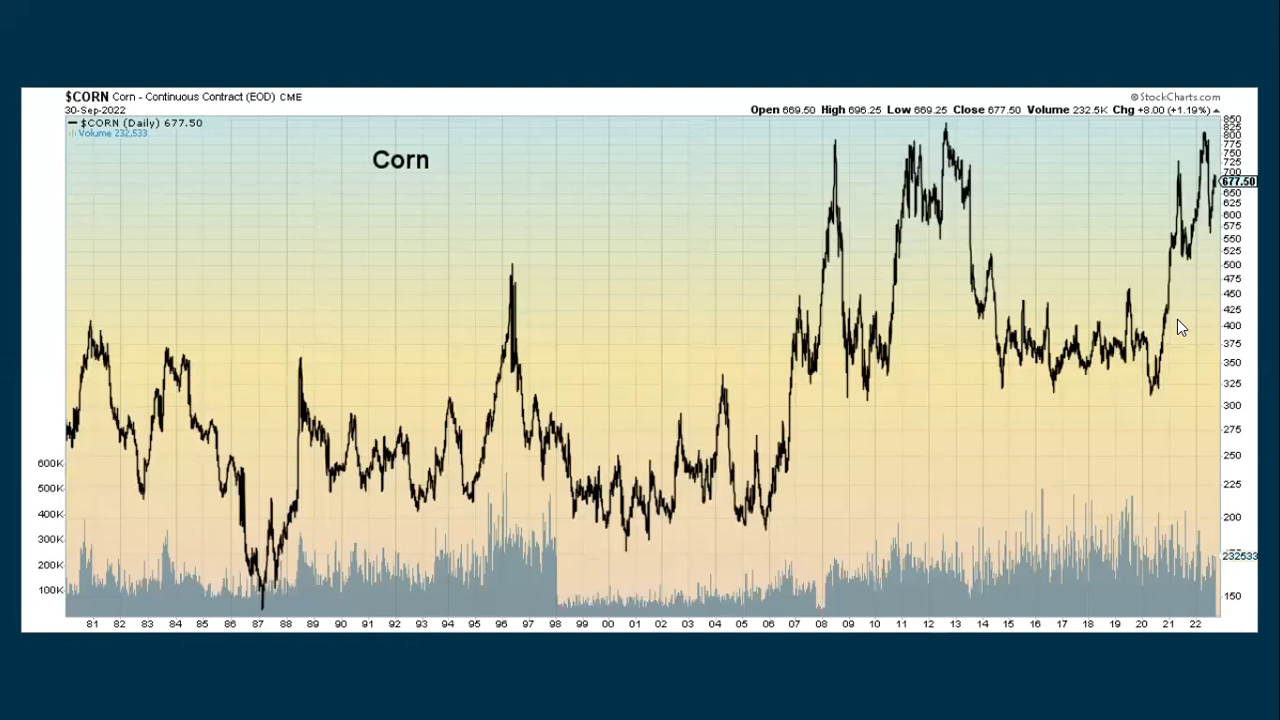 $CORN Corn - Continuous Contract (EOD) CME
© StockCharts.com
30-Sep-2022
Open 669.50 High 696.25 Low 669.25 Close 677.50 Volume 232.5K Chg +8.00 (+1.19%)
$CORN (Daily) 677.50
Volume 232,533
Corn
850
825
800
775
750
725
700
677.50
650
625
600
575
550
525
500
475
450
425
400
375
350
325
300
275
250
225
200
232533
150
600K
500K
400K
300K
200K
100K
81 82 83 84 85 86 87 88 89 90 91 92 93 94 95 96 97 98 99 00 01 02 03 04 05 06 07 08 09 10 11 12 13 14 15 16 17 18 19 20 21 22